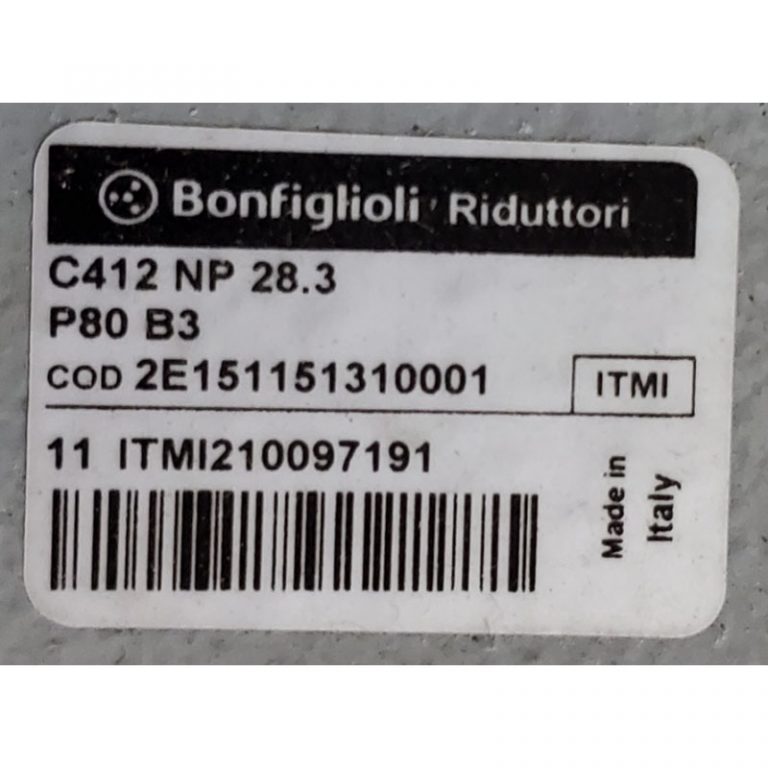 Bonfiglioli Riduttori
C412 NP 28.3
P80 B3
COD 2E151151310001
ITMI
11 ITMI210097191
Made in
Italy